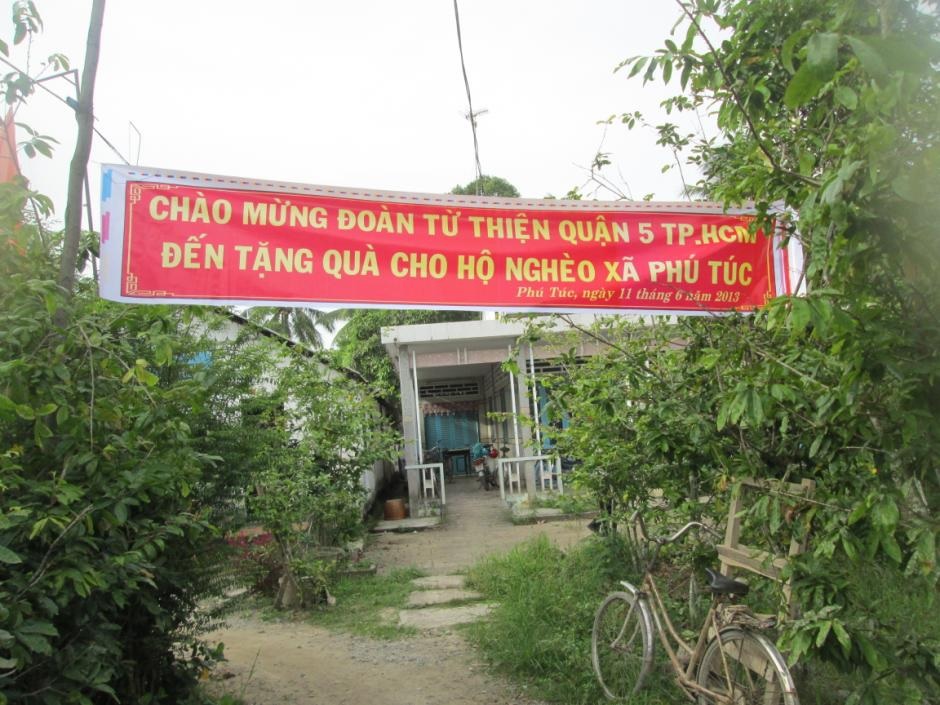 CHÀO MỪNG ĐOÀN TỪ THIỆN QUẬN 5 TP.HCM
ĐẾN TẶNG QUÀ CHO HỘ NGHÈO XÃ PHÚ TÚC
Phú Túc, ngày 11 tháng 6 năm 2013